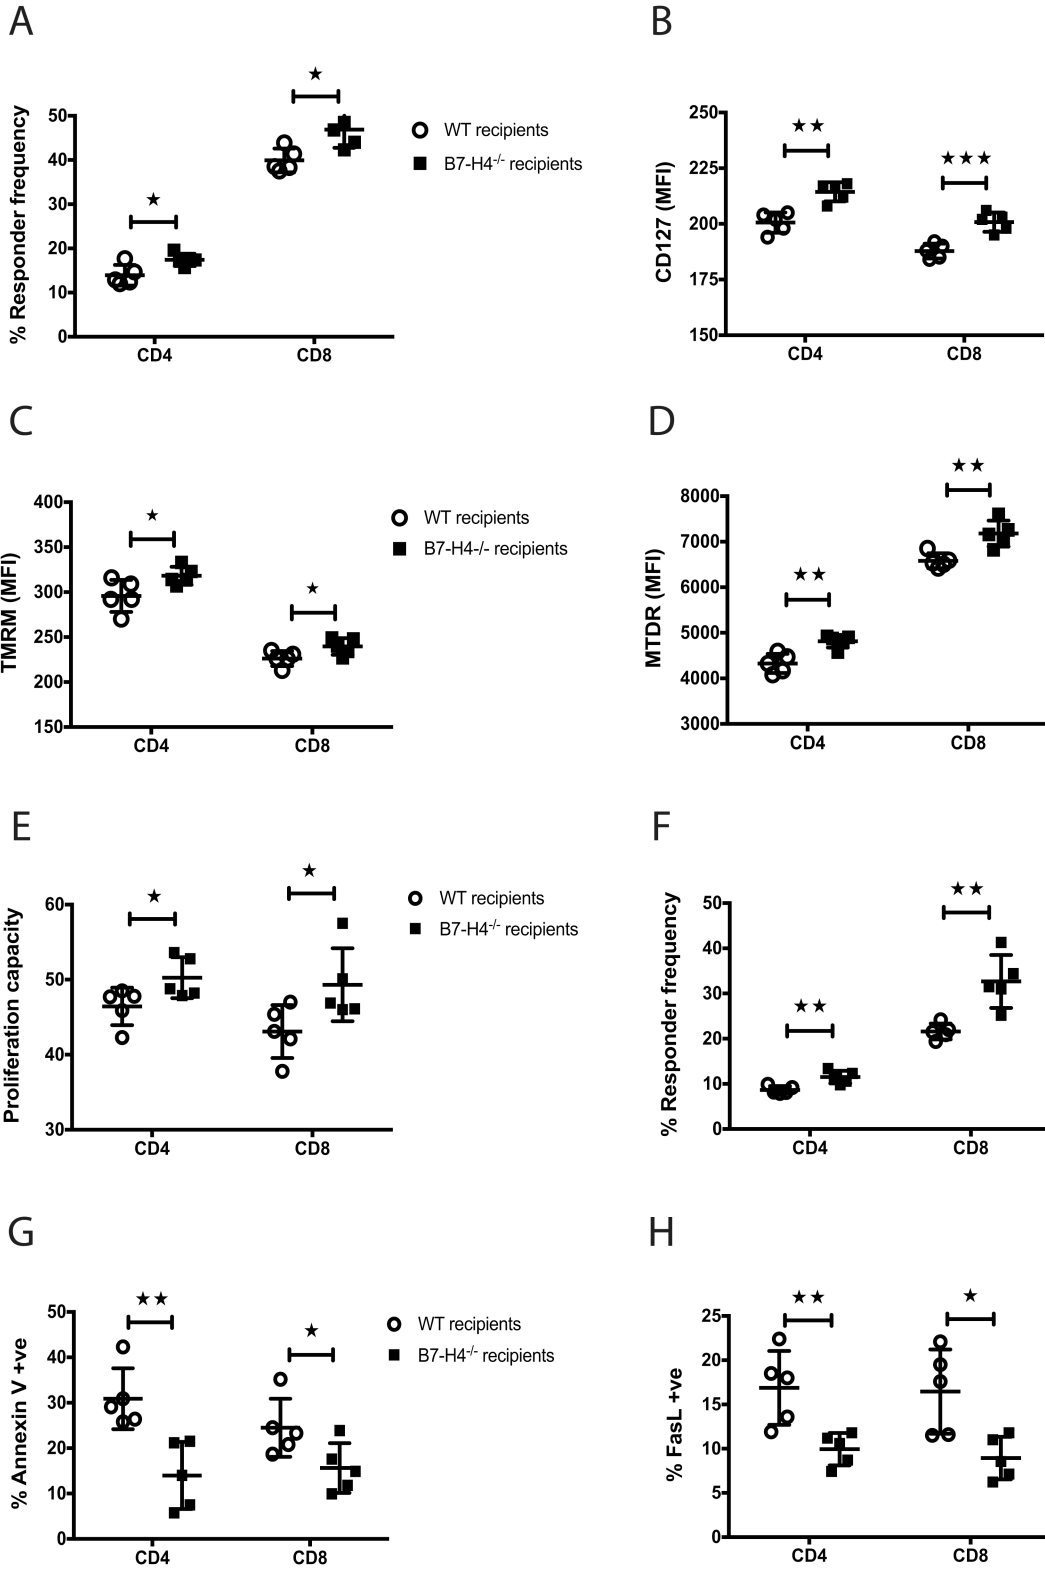 A
B
% Responder frequency
50
40
30
20
10
0
CD4
CD8
★
★
WT recipients
B7-H4-/- recipients
CD127 (MFI)
250
225
200
175
150
CD4
CD8
★★
★★★
C
D
TMRM (MFI)
400
350
300
250
200
150
CD4
CD8
★
★
WT recipients
B7-H4-/- recipients
MTDR (MFI)
8000
7000
6000
5000
4000
3000
CD4
CD8
★★
★★
E
F
Proliferation capacity
60
50
40
30
CD4
CD8
★
★
WT recipients
B7-H4-/- recipients
% Responder frequency
50
40
30
20
10
0
CD4
CD8
★★
★★
G
H
% Annexin V +ve
50
40
30
20
10
0
CD4
CD8
★★
★
WT recipients
B7-H4-/- recipients
% FasL +ve
25
20
15
10
5
0
CD4
CD8
★★
★